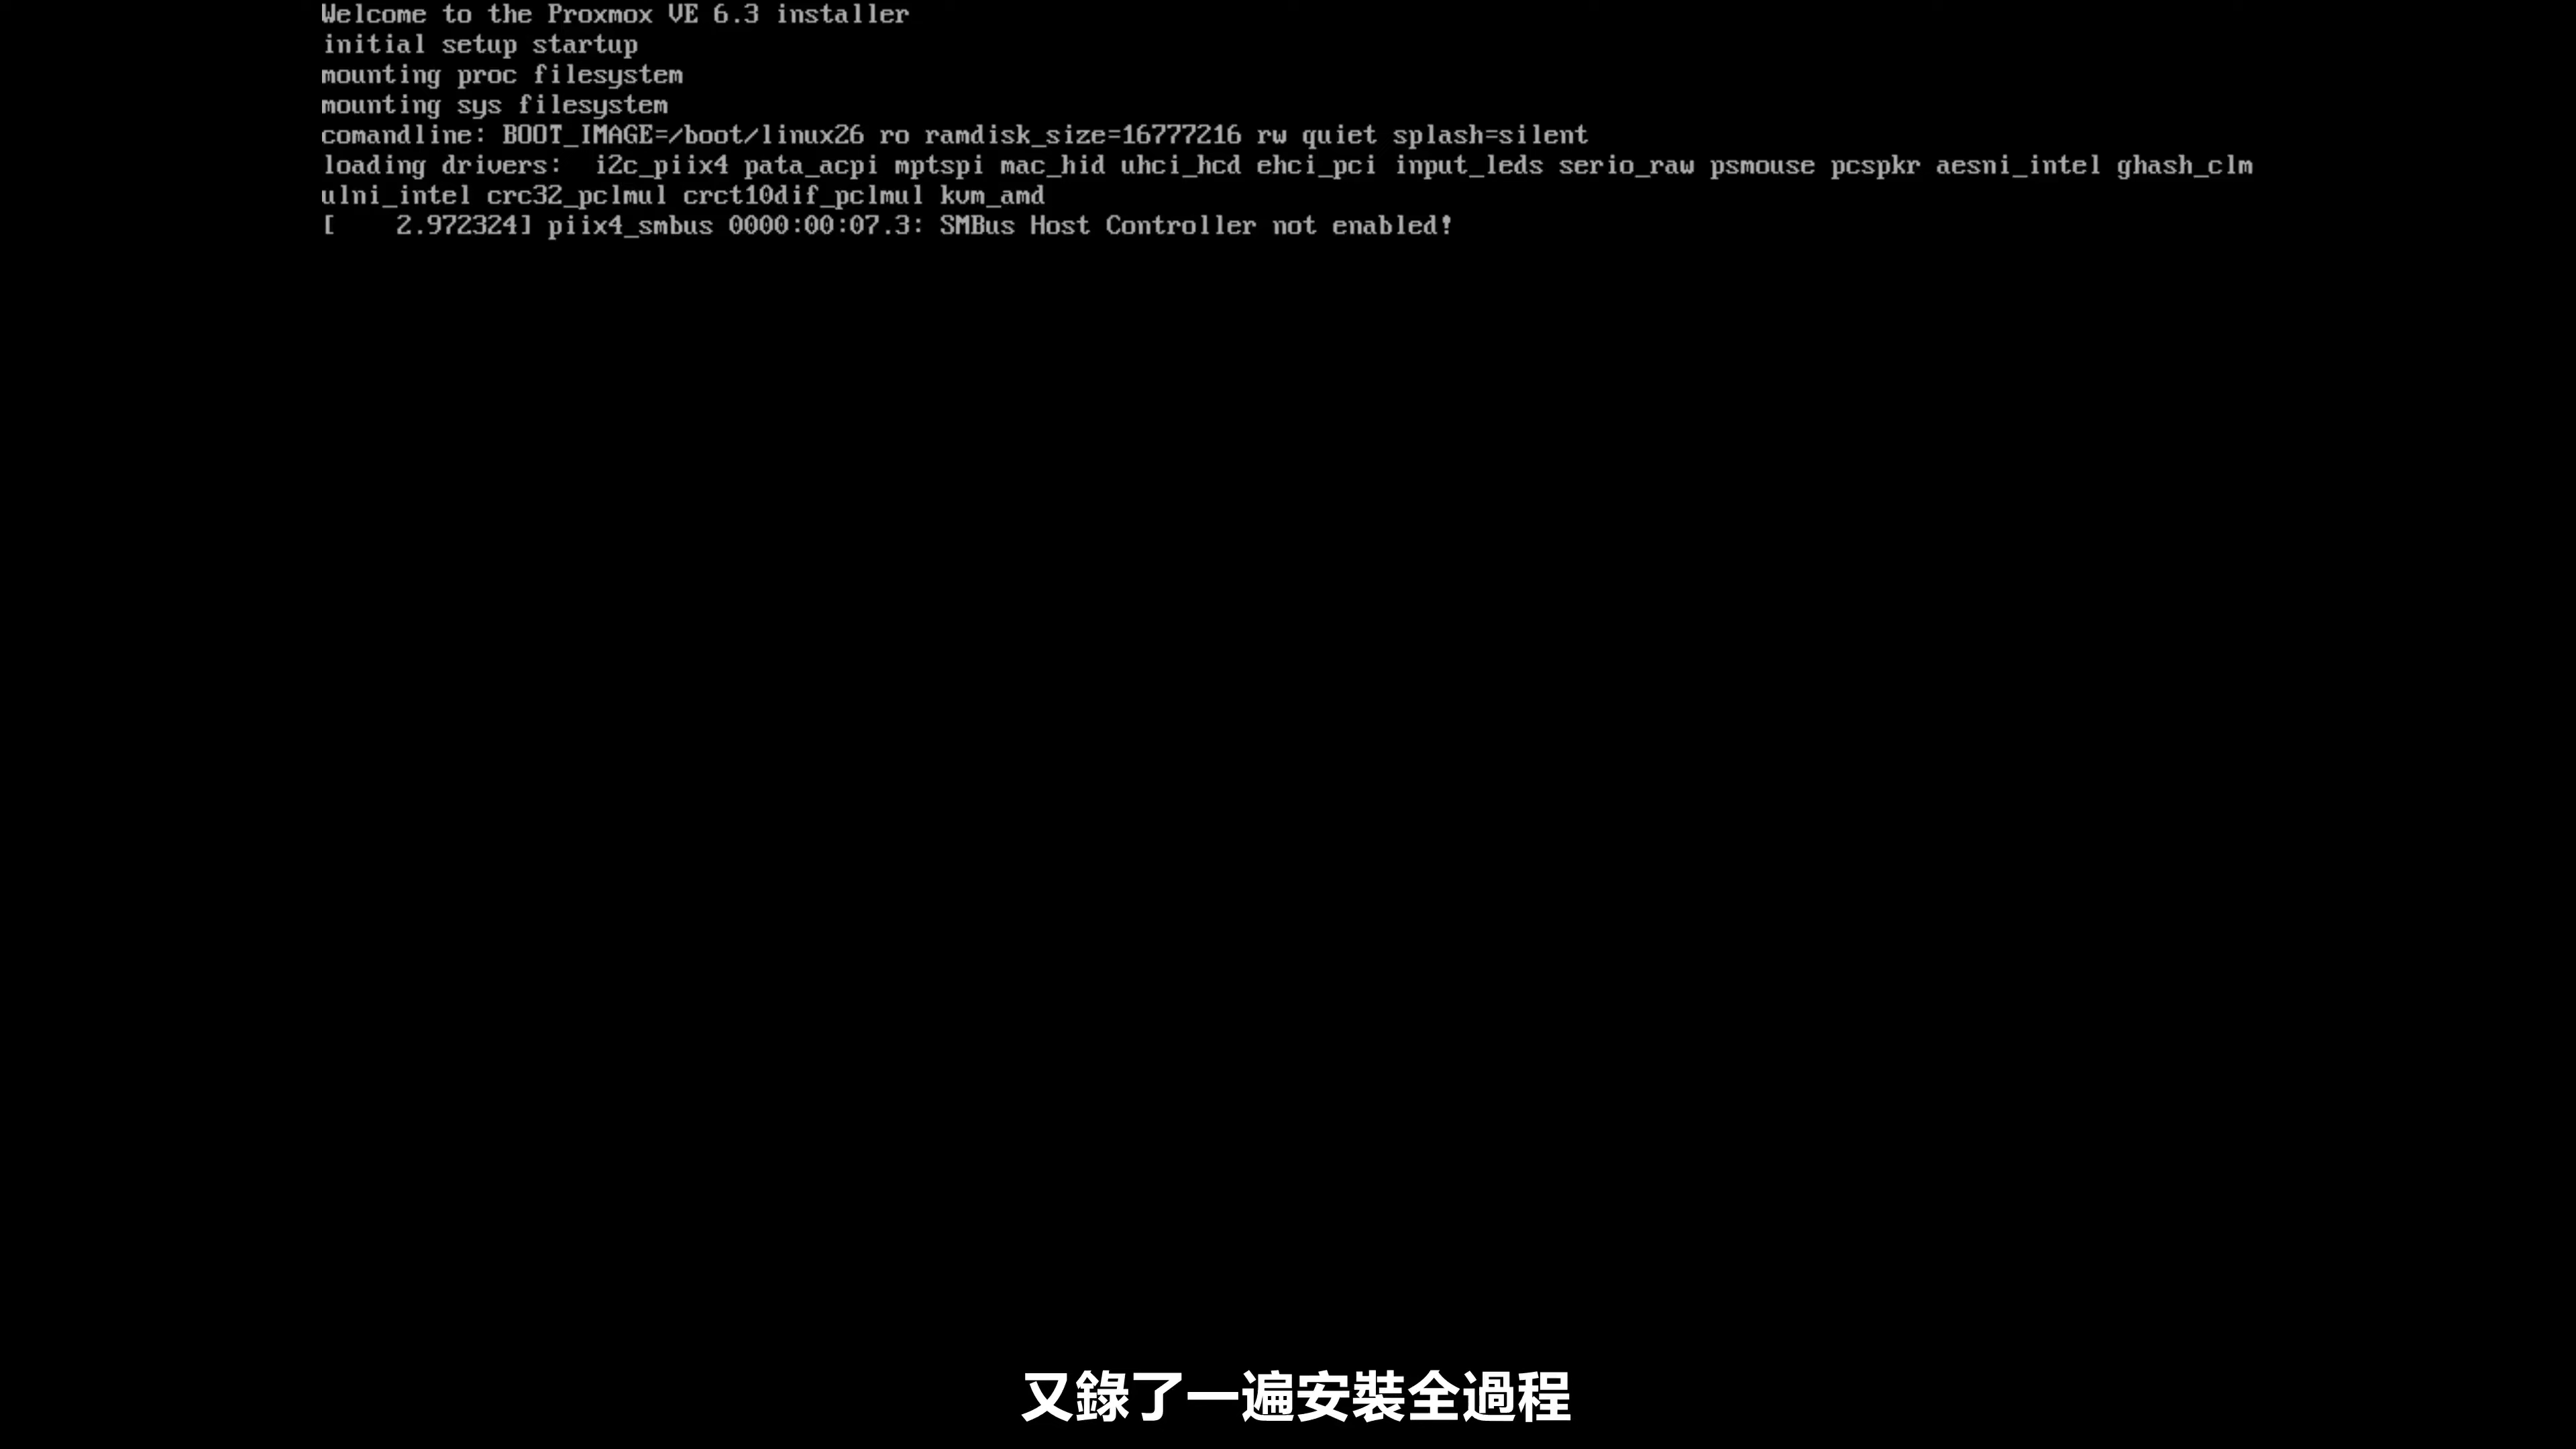 Welcome to the Proxmox VE 6.3 installer
initial setup startup
mounting proc filesystem
mounting sys filesystem
comandline: BOOT_IMAGE=/boot/linux26 ro ramdisk_size=16777216 rw quiet splash=silent
loading drivers:  i2c_piix4 pata_acpi mptspi mac_hid uhci_hcd ehci_pci input_leds serio_raw psmouse pcspkr aesni_intel ghash_clm
ulni_intel crc32_pclmul crct10dif_pclmul kvm_amd
[    2.972324] piix4_smbus 0000:00:07.3: SMBus Host Controller not enabled!
又錄了一遍安裝全過程